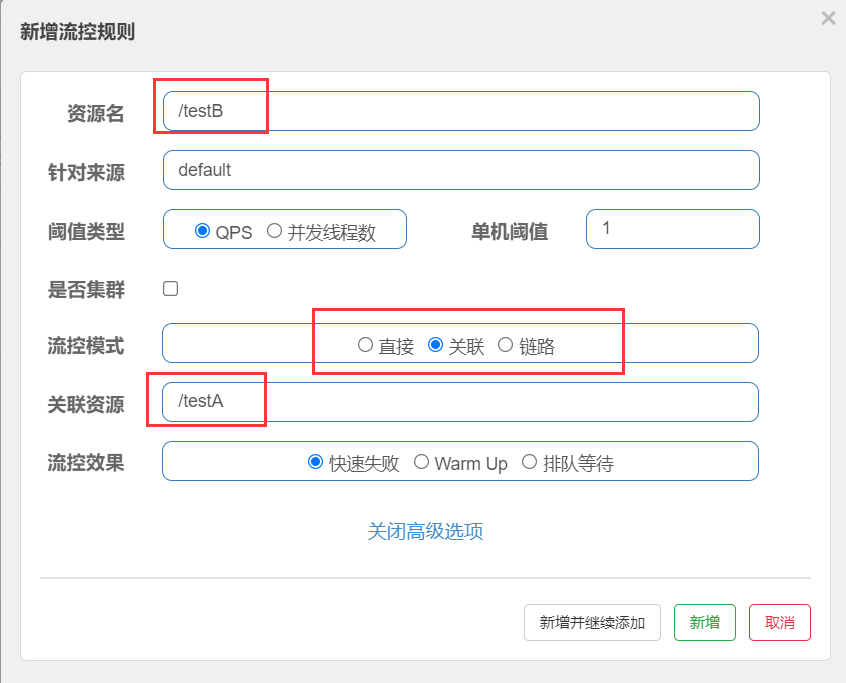 新增流控规则
×
资源名 /testB
针对来源 default
阈值类型 QPS 并发线程数 单机阈值 1
是否集群
流控模式 直接 关联 链路
关联资源 /testA
流控效果 快速失败 Warm Up 排队等待
关闭高级选项
新增并继续添加 新增 取消